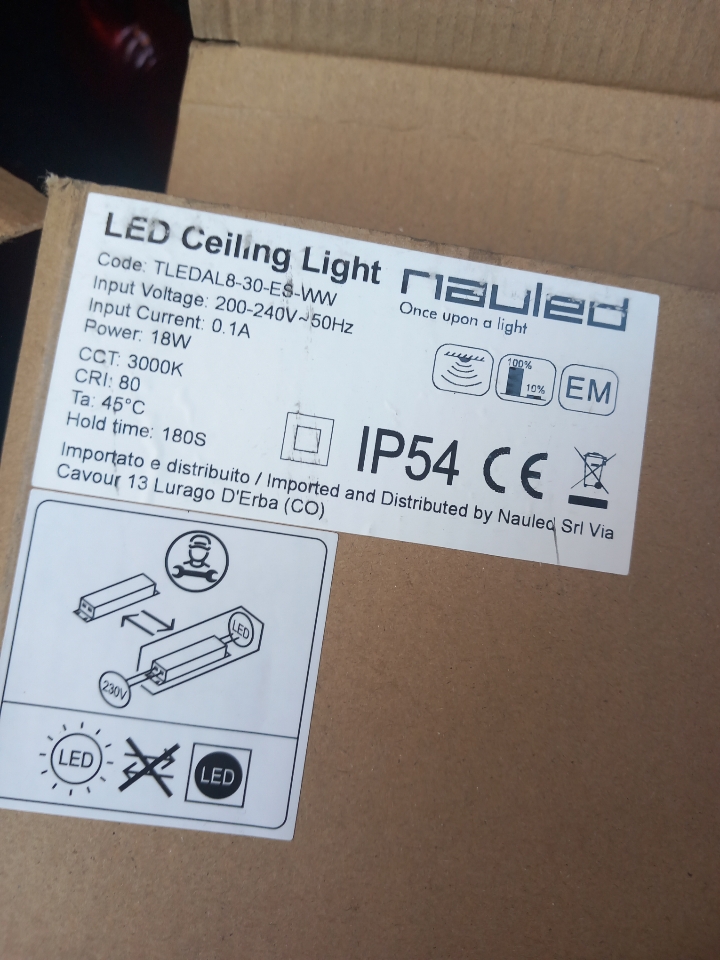 LED Ceiling Light
nauled
Once upon a light
Code: TLEDAL8-30-ES-WW
Input Voltage: 200-240V~50Hz
Input Current: 0.1A
Power: 18W
CCT: 3000K
CRI: 80
Ta: 45°C
Hold time: 180S
100%
10%
EM
IP54 CE
Importato e distribuito / Imported and Distributed by Nauled Srl Via
Cavour 13 Lurago D'Erba (CO)
LED
230V
LED
LED